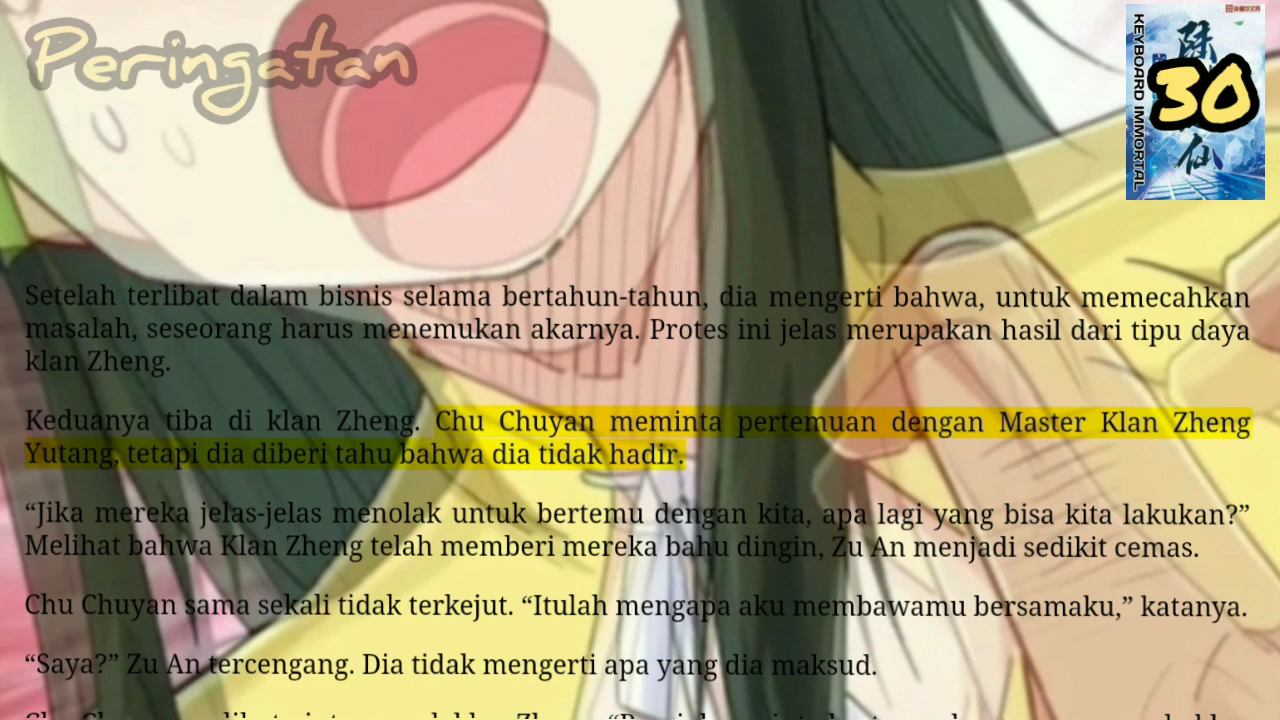 Peringatan
KEYBOARD IMMORTAL
30
仙
Setelah terlibat dalam bisnis selama bertahun-tahun, dia mengerti bahwa, untuk memecahkan
masalah, seseorang harus menemukan akarnya. Protes ini jelas merupakan hasil dari tipu daya
klan Zheng.
Keduanya tiba di klan Zheng. Chu Chuyan meminta pertemuan dengan Master Klan Zheng
Yutang, tetapi dia diberi tahu bahwa dia tidak hadir.
“Jika mereka jelas-jelas menolak untuk bertemu dengan kita, apa lagi yang bisa kita lakukan?”
Melihat bahwa Klan Zheng telah memberi mereka bahu dingin, Zu An menjadi sedikit cemas.
Chu Chuyan sama sekali tidak terkejut. “Itulah mengapa aku membawamu bersamaku,” katanya.
“Saya?” Zu An tercengang. Dia tidak mengerti apa yang dia maksud.